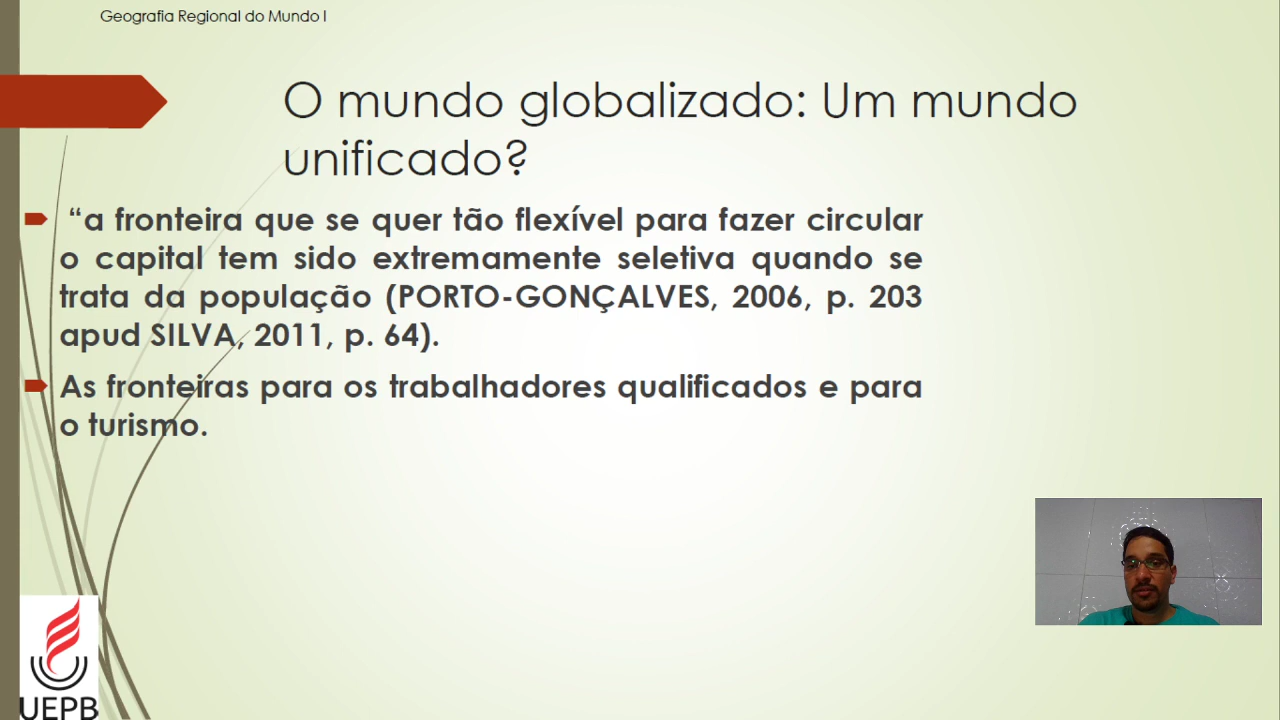 Geografia Regional do Mundo I
O mundo globalizado: Um mundo
unificado?
“a fronteira que se quer tão flexível para fazer circular
o capital tem sido extremamente seletiva quando se
trata da população (PORTO-GONÇALVES, 2006, p. 203
apud SILVA, 2011, p. 64).
As fronteiras para os trabalhadores qualificados e para
o turismo.
UEPB